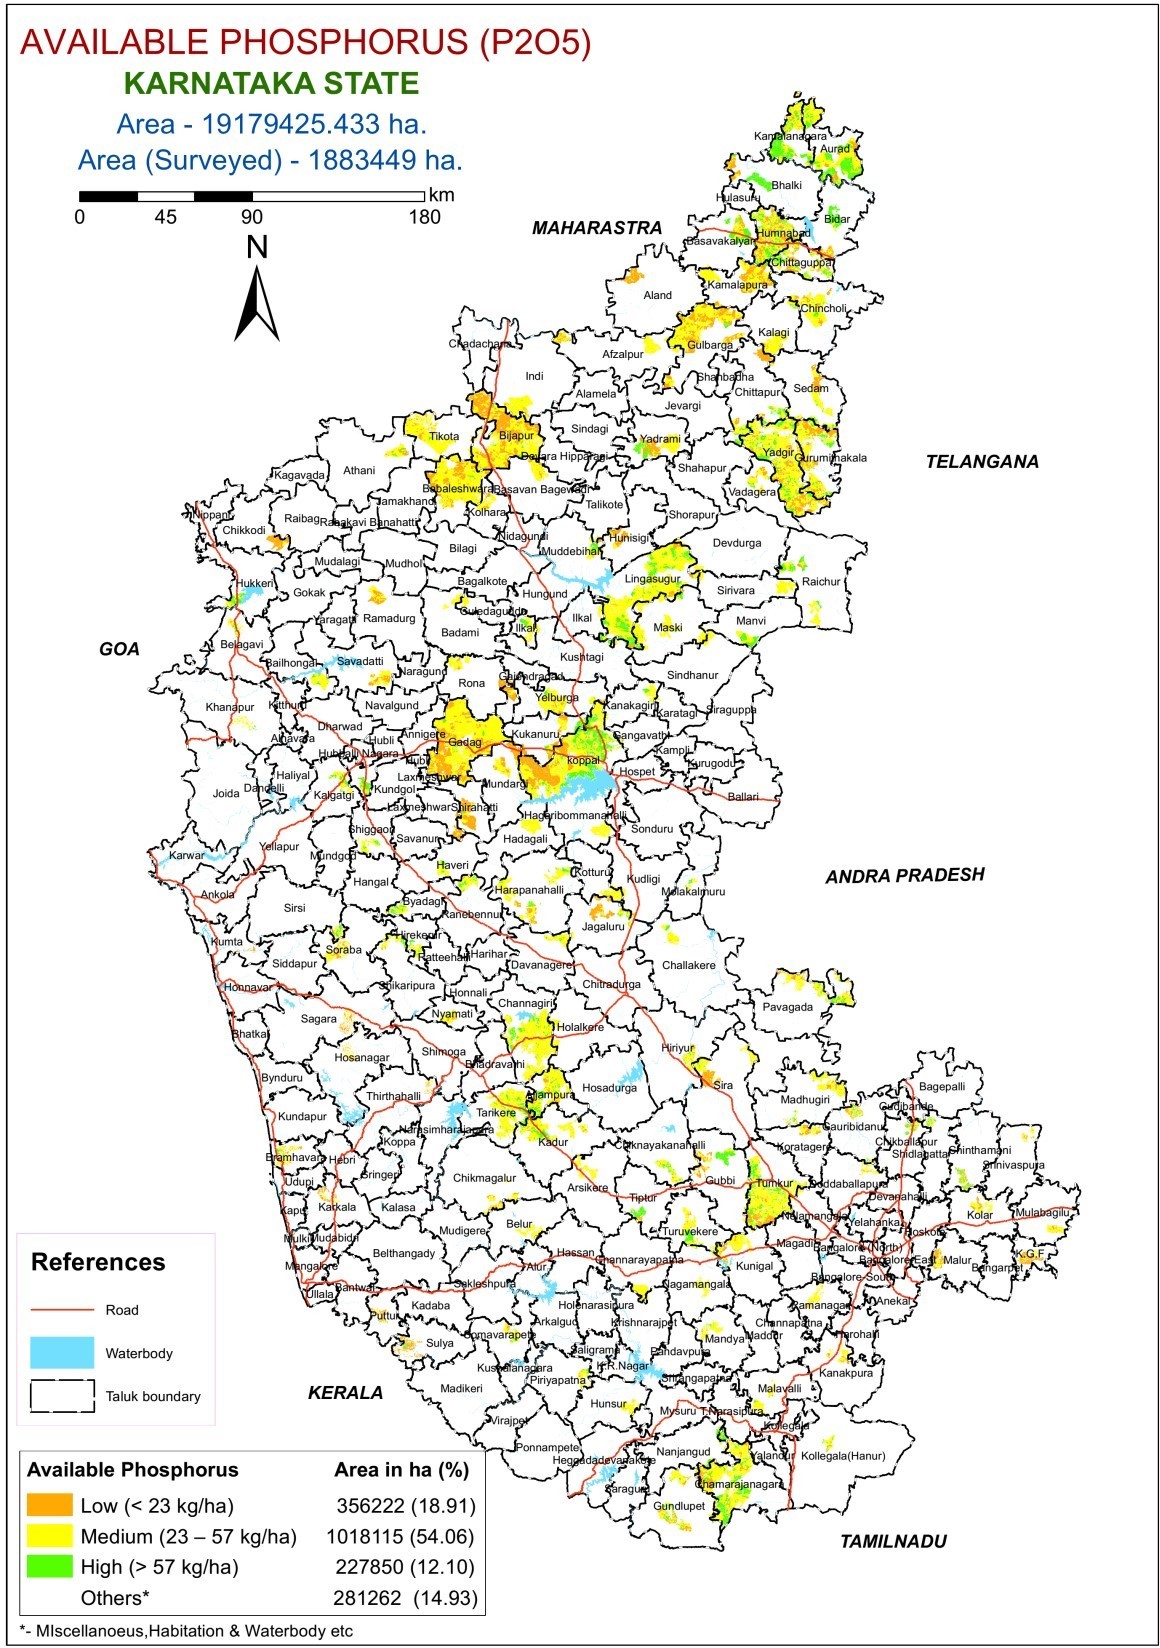 AVAILABLE PHOSPHORUS (P2O5)
KARNATAKA STATE
Area - 19179425.433 ha.
Area (Surveyed) - 1883449 ha.
km
0 45 90 180
N
MAHARASTRA
TELANGANA
GOA
ANDRA PRADESH
KERALA
TAMILNADU
Kamalanagara
Aurad
Bhalki
Hulasuru
Bidar
Humnabad
Basavakalyan
Chittaguppa
Kamalapura
Aland
Chincholi
Kalagi
Gulbarga
Chadachana
Afzalpur
Indi
Shahbadha
Chittapur
Sedam
Alamela
Jevargi
Sindagi
Tikota
Bijapur
Yadrami
Yadgir
Gurumitkala
Devara Hipparagi
Athani
Shahapur
Kagavada
Babaleshwara
Basavan Bagewadi
Vadagera
Jamakhand
Talikote
Kolhara
Nippani
Chikkodi
Raibag
Rabakavi Banahatti
Shorapur
Nidagundi
Hunisigi
Devdurga
Bilagi
Muddebihal
Mudalagi
Mudhol
Hukkeri
Gokak
Bagalkote
Lingasugur
Raichur
Hungund
Sirivara
Yaragatti
Ramadurg
Guledagudda
Ilkal
Ilkal
Maski
Manvi
Badami
Belagavi
Bailhongal
Savadatti
Kushtagi
Naragund
Rona
Gajendragad
Sindhanur
Khanapur
Kitthur
Navalgund
Yelburga
Kanakagiri
Karatagi
Siraguppa
Dharwad
Alnavara
Hubli
Annigere
Gadag
Kukanuru
Gangavathi
Hubballi Nagara
Kampli
Kurugodu
koppal
Hospet
Haliyal
Dandelli
Joida
Kalgatgi
Kundgol
Laxmeshwar
Mundargi
Ballari
Laxmeshwar
Shirahatti
Hagaribommanahalli
Shiggaon
Savanur
Hadagali
Sonduru
Karwar
Yellapur
Mundgod
Haveri
Kotturu
Kudligi
Molakalmuru
Hangal
Harapanahalli
Ankola
Sirsi
Byadagi
Ranebennur
Jagaluru
Kumta
Siddapur
Soraba
Hirekerur
Ratteehalli
Harihar
Davanagere
Challakere
Honnavar
Shikaripura
Honnali
Chitradurga
Channagiri
Pavagada
Sagara
Nyamati
Holalkere
Bhatkal
Hosanagar
Shimoga
Bhadravathi
Hiriyur
Bynduru
Thirthahalli
Ajjampura
Hosadurga
Sira
Bagepalli
Kundapur
Tarikere
Madhugiri
Gudibande
Narasimharajapura
Gauribidanur
Koppa
Kadur
Chiknayakanahalli
Koratagere
Chikballapur
Shidlagatta
Chinthamani
Shrinivaspura
Bramhavara
Hebri
Sringeri
Udupi
Chikmagalur
Arsikere
Tiptur
Gubbi
Tumkur
Doddaballapura
Devanahalli
Kapu
Karkala
Kalasa
Nelamangala
Yelahanka
Kolar
Mulabagilu
Mulki
Mudabidri
Mudigere
Belur
Turuvekere
Hoskote
Belthangady
Hassan
Channarayapatna
Magadi
Bangalore (North)
Bangalore East
Malur
Bangarpet
K.G.F.
Mangalore
Alur
Kunigal
Bangalore South
Ullala
Bantwal
Sakleshpura
Nagamangala
Ramanagar
Anekal
Kadaba
Holenarasipura
Puttur
Arkalgud
Krishnarajpet
Channapatna
Somavarapete
Mandya
Maddur
Harohalli
Sulya
Saligrama
Pandavpura
Kushalanagara
K.R.Nagar
Kanakpura
Piriyapatna
Shrirangapatna
Madikeri
Malavalli
Hunsur
Mysuru
T.Narasipura
Virajpet
Kollegala
Ponnampete
Nanjangud
Yalandur
Kollegala(Hanur)
Heggadadevanakote
Saragur
Chamarajanagara
Gundlupet
References
Road
Waterbody
Taluk boundary
Available Phosphorus Area in ha (%)
Low (< 23 kg/ha) 356222 (18.91)
Medium (23 – 57 kg/ha) 1018115 (54.06)
High (> 57 kg/ha) 227850 (12.10)
Others* 281262 (14.93)
*- MIscellanoeus,Habitation & Waterbody etc